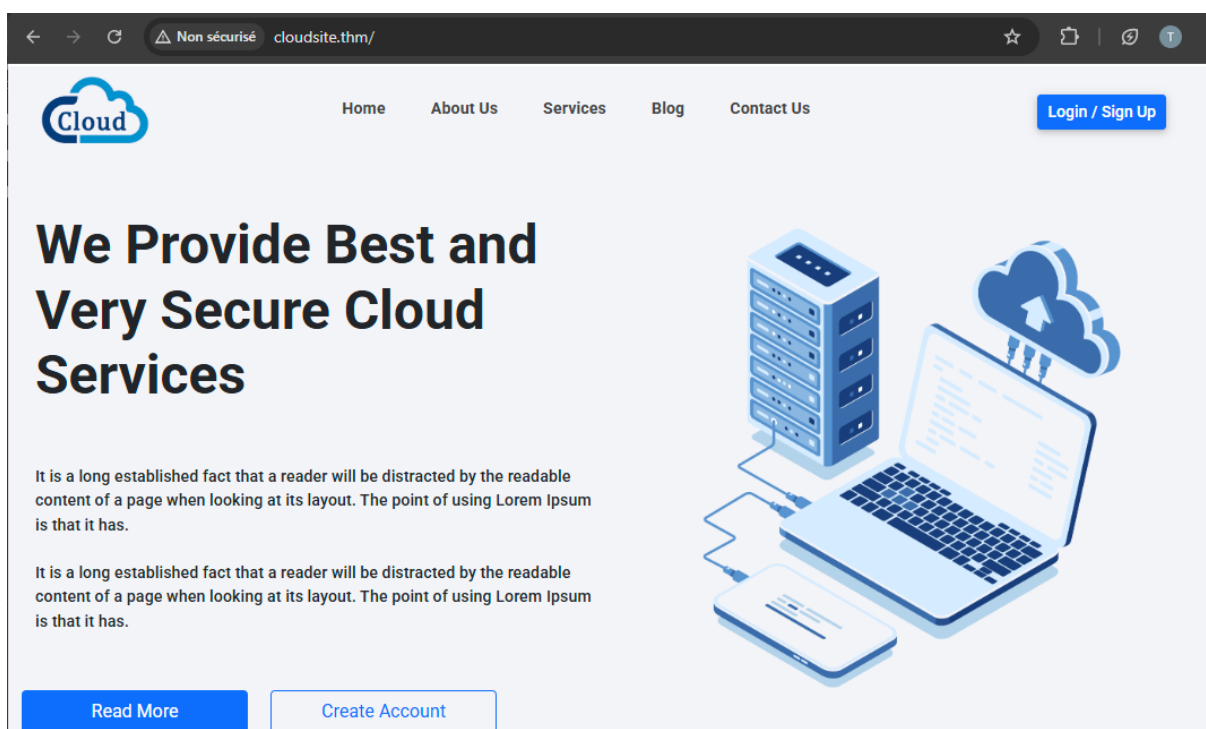 Non sécurisé cloudsite.thm/ T
Cloud Home About Us Services Blog Contact Us Login / Sign Up
We Provide Best and
Very Secure Cloud
Services
It is a long established fact that a reader will be distracted by the readable
content of a page when looking at its layout. The point of using Lorem Ipsum
is that it has.
It is a long established fact that a reader will be distracted by the readable
content of a page when looking at its layout. The point of using Lorem Ipsum
is that it has.
Read More Create Account